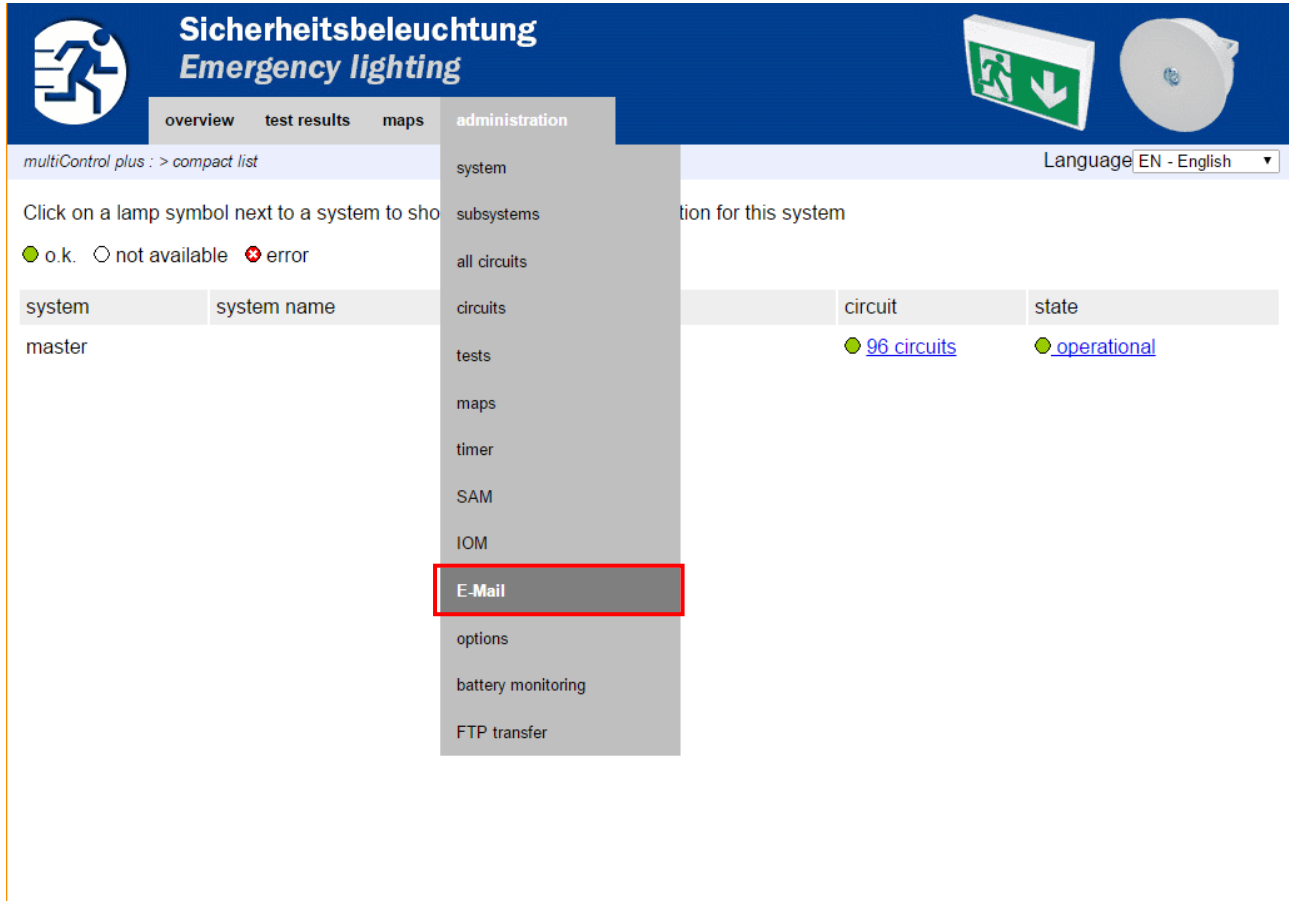 Sicherheitsbeleuchtung
Emergency lighting
overview test results maps administration
multiControl plus : > compact list
Language EN - English
Click on a lamp symbol next to a system to sho
tion for this system
o.k. not available error
system system name circuit state
master 96 circuits operational
system
subsystems
all circuits
circuits
tests
maps
timer
SAM
IOM
E-Mail
options
battery monitoring
FTP transfer